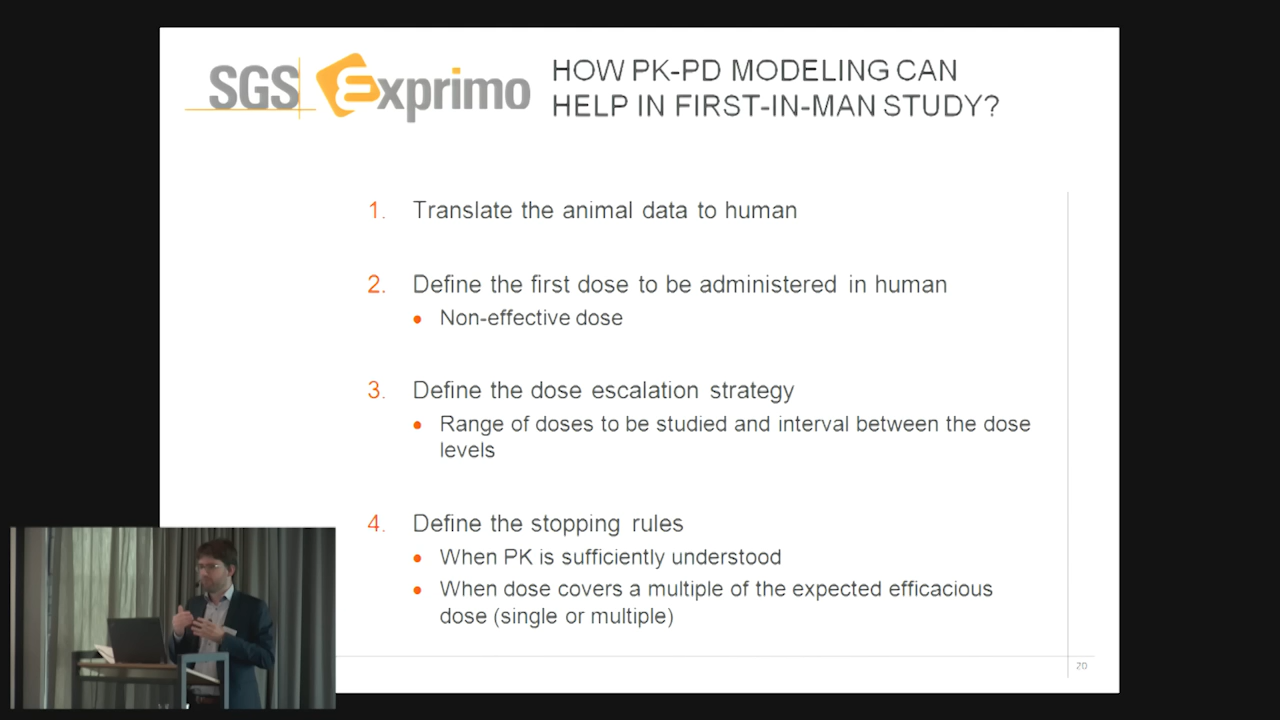 SGS Exprimo
HOW PK-PD MODELING CAN
HELP IN FIRST-IN-MAN STUDY?
1. Translate the animal data to human
2. Define the first dose to be administered in human
• Non-effective dose
3. Define the dose escalation strategy
• Range of doses to be studied and interval between the dose
levels
4. Define the stopping rules
• When PK is sufficiently understood
• When dose covers a multiple of the expected efficacious
dose (single or multiple)
20